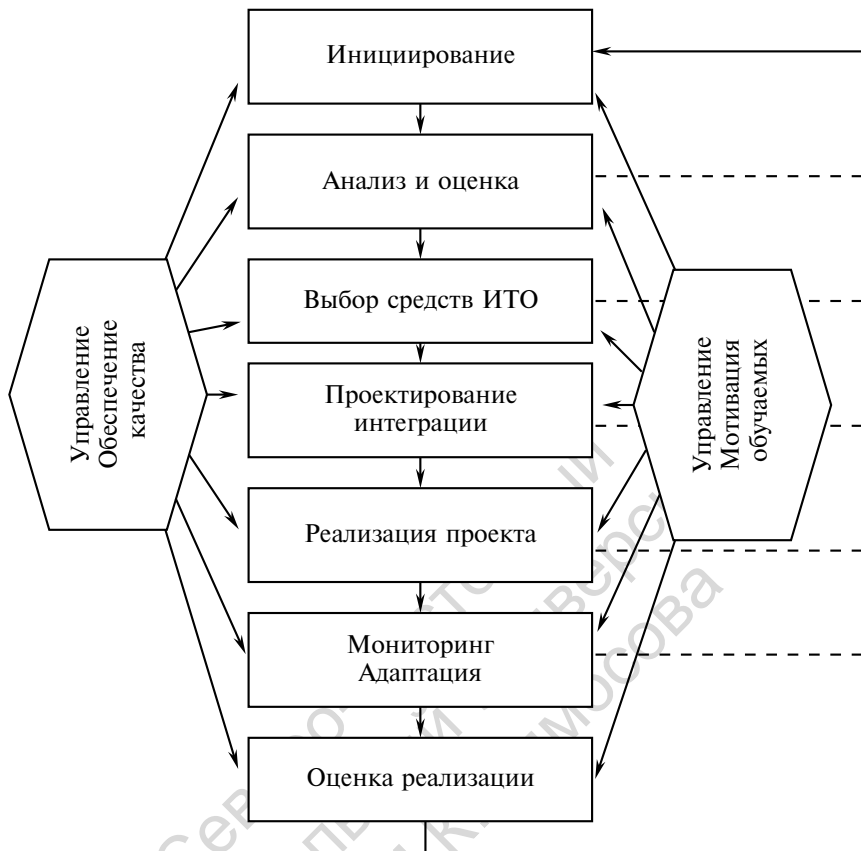 Инициирование
Анализ и оценка
Выбор средств ИТО
Проектирование
интеграции
Реализация проекта
Мониторинг
Адаптация
Оценка реализации
Управление
Обеспечение
качества
Управление
Мотивация
обучаемых